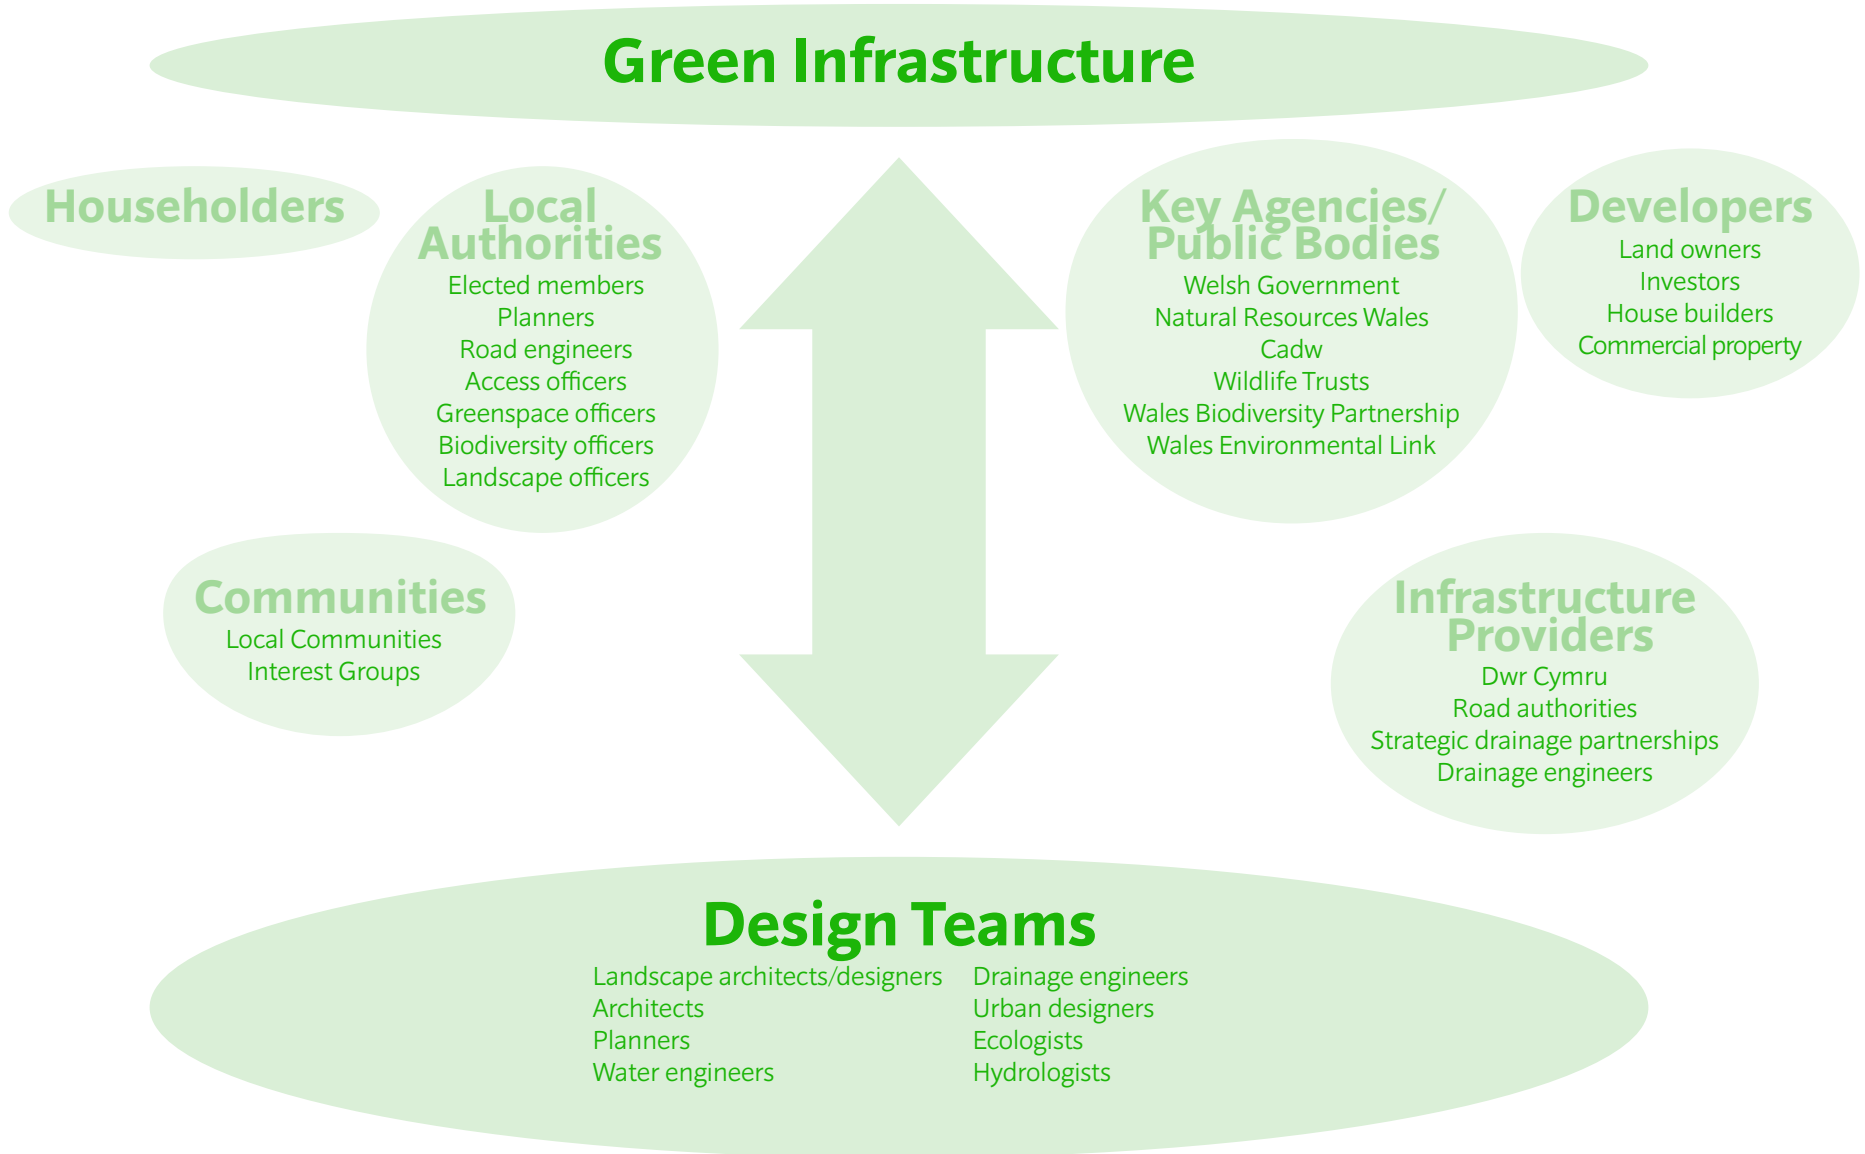 Green Infrastructure
Householders
Local
Authorities
Elected members
Planners
Road engineers
Access officers
Greenspace officers
Biodiversity officers
Landscape officers
Key Agencies/
Public Bodies
Welsh Government
Natural Resources Wales
Cadw
Wildlife Trusts
Wales Biodiversity Partnership
Wales Environmental Link
Developers
Land owners
Investors
House builders
Commercial property
Communities
Local Communities
Interest Groups
Infrastructure
Providers
Dwr Cymru
Road authorities
Strategic drainage partnerships
Drainage engineers
Design Teams
Landscape architects/designers
Architects
Planners
Water engineers
Drainage engineers
Urban designers
Ecologists
Hydrologists